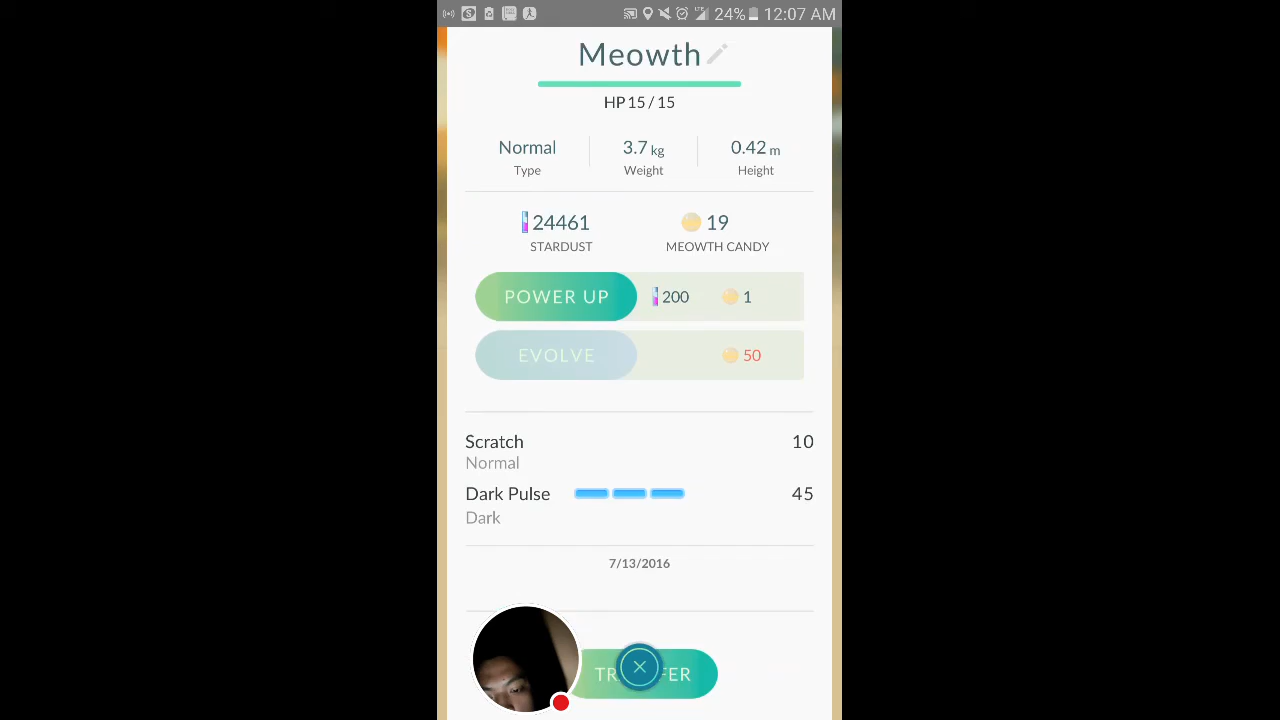 24% 12:07 AM
Meowth
HP 15 / 15
Normal 3.7 kg 0.42 m
Type Weight Height
24461 19
STARDUST MEOWTH CANDY
POWER UP 200 1
EVOLVE 50
Scratch 10
Normal
Dark Pulse 45
Dark
7/13/2016